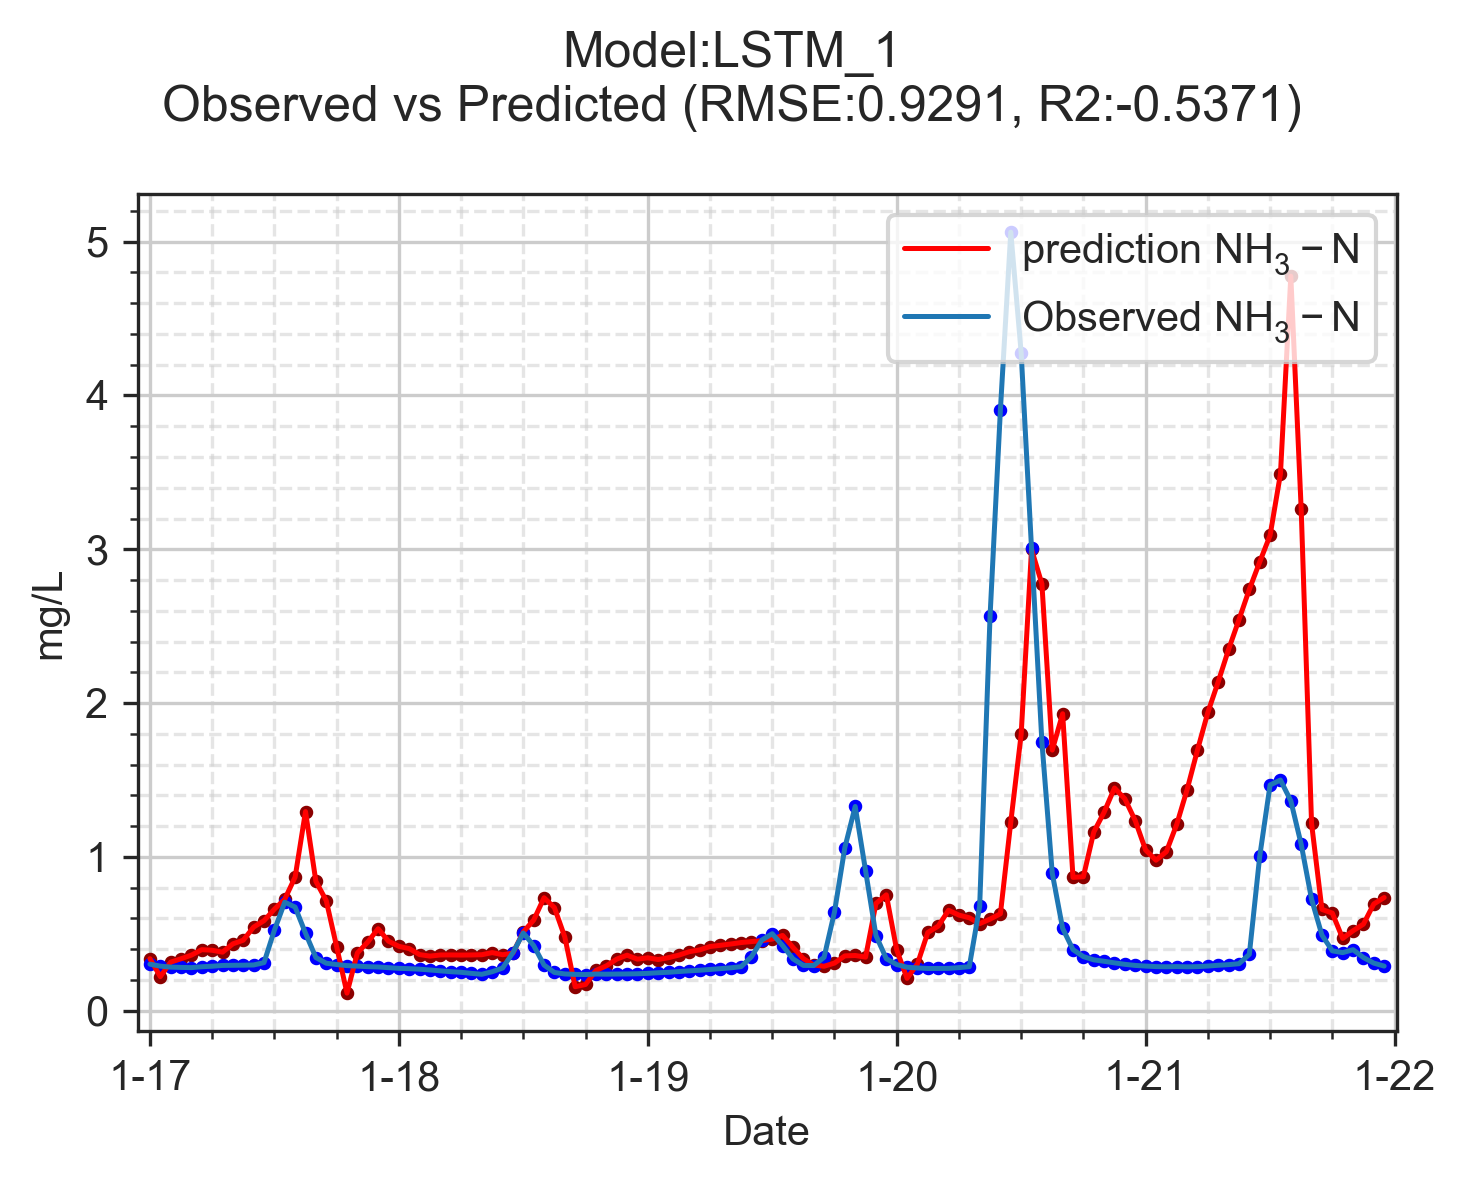 Model:LSTM_1
Observed vs Predicted (RMSE:0.9291, R2:-0.5371)
prediction NH₃ − N
Observed NH₃ − N
5
4
3
2
1
0
mg/L
1-17 1-18 1-19 1-20 1-21 1-22
Date